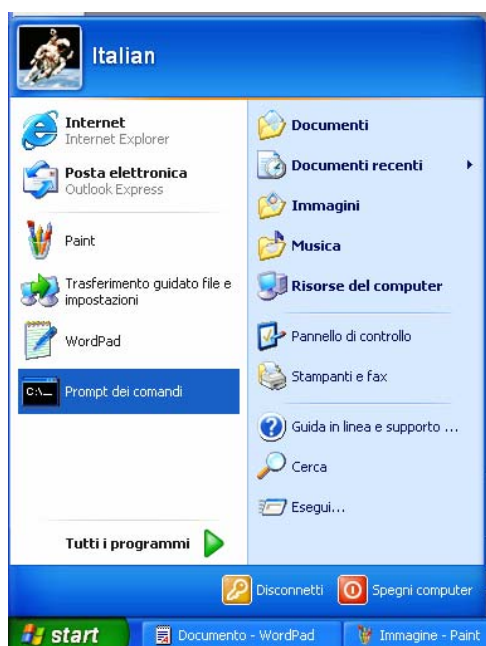 Italian
Internet
Internet Explorer
Posta elettronica
Outlook Express
Paint
Trasferimento guidato file e
impostazioni
WordPad
C:\_
Prompt dei comandi
Tutti i programmi
Documenti
Documenti recenti
Immagini
Musica
Risorse del computer
Pannello di controllo
Stampanti e fax
Guida in linea e supporto ...
Cerca
Esegui...
Disconnetti
Spegni computer
start
Documento - WordPad
Immagine - Paint